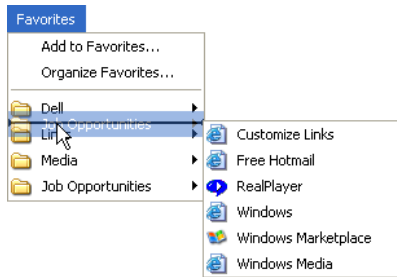 Favorites
Add to Favorites...
Organize Favorites...
Dell
Job Opportunities
Links
Customize Links
Media
Free Hotmail
Job Opportunities
RealPlayer
Windows
Windows Marketplace
Windows Media